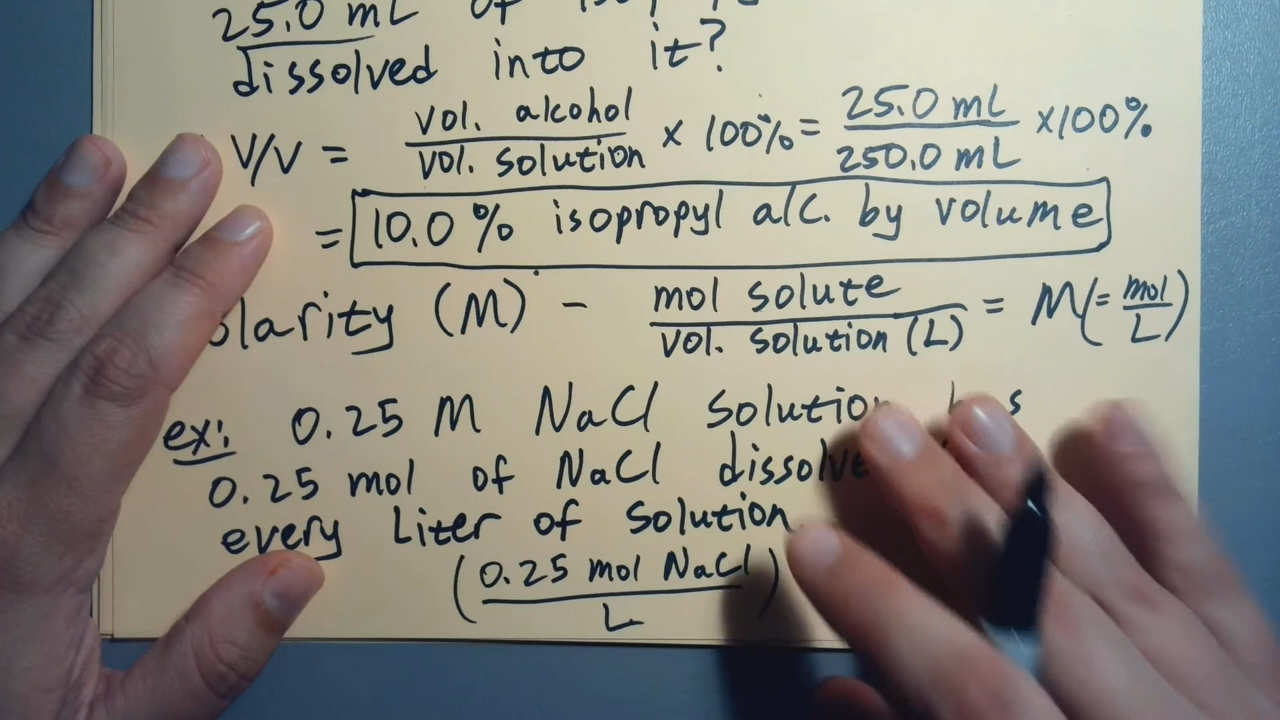 25.0 mL of
dissolved into it?
V/V = vol. alcohol / vol. solution x 100% = 25.0 mL / 250.0 mL x100%
= 10.0 % isopropyl alc. by volume
olarity (M) - mol solute / vol. solution (L) = M (= mol / L)
ex: 0.25 M NaCl solution
0.25 mol of NaCl
every Liter of solution
(0.25 mol NaCl / L)